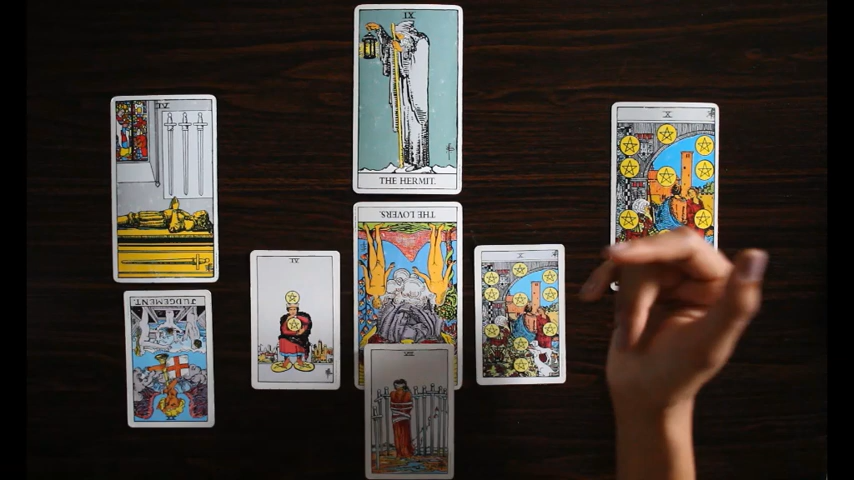 IX
THE HERMIT.
IV
X
THE LOVERS.
IV
X
JUDGEMENT.
VIII